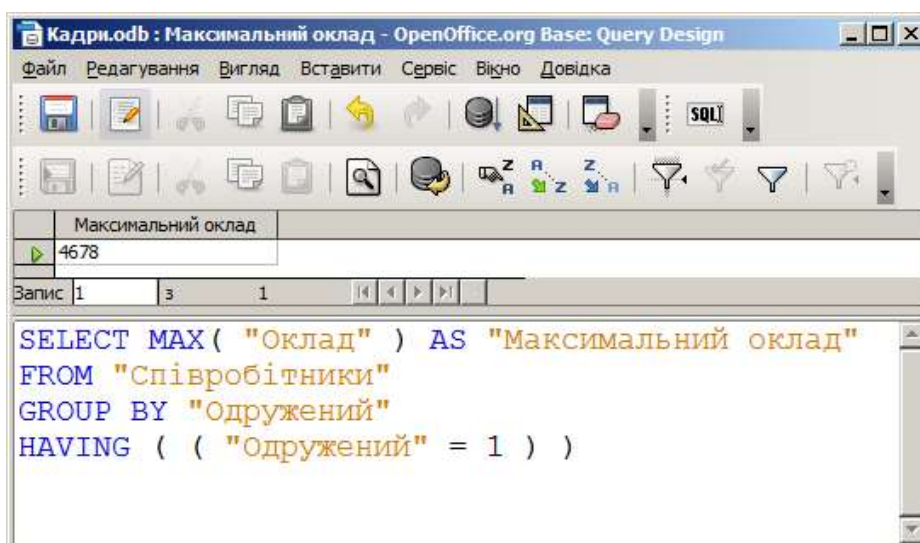 Кадри.odb : Максимальний оклад - OpenOffice.org Base: Query Design
Файл Редагування Вигляд Вставити Сервіс Вікно Довідка
SQL
Максимальний оклад
4678
Запис 1 з 1
SELECT MAX( "Оклад" ) AS "Максимальний оклад"
FROM "Співробітники"
GROUP BY "Одружений"
HAVING ( ( "Одружений" = 1 ) )